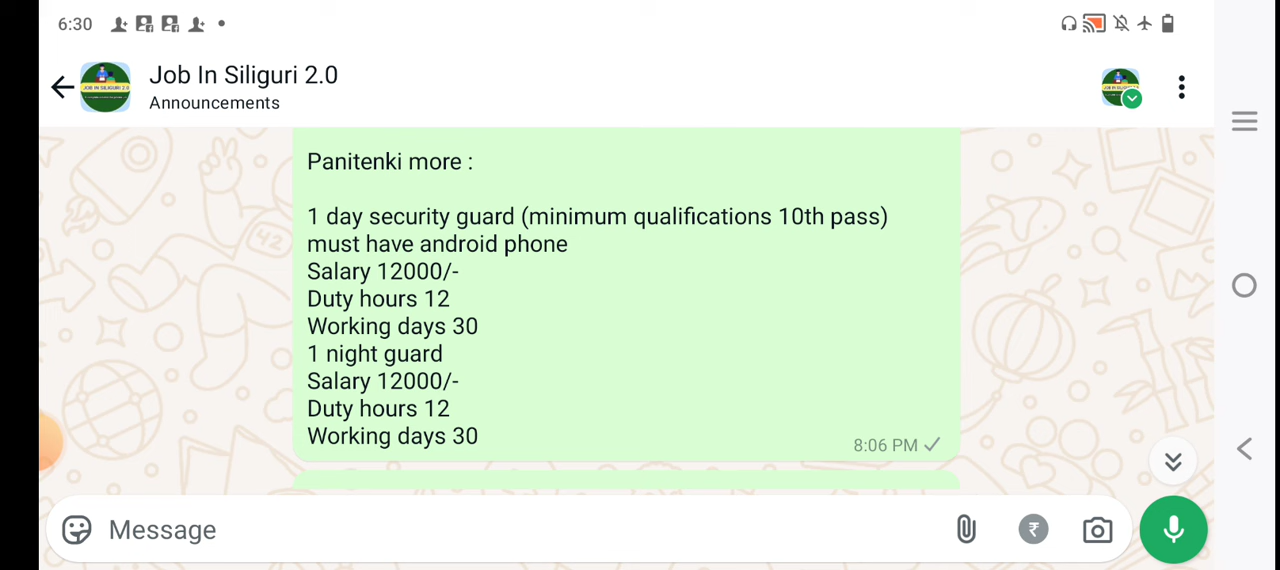 6:30
Job In Siliguri 2.0
Announcements
Panitenki more :
1 day security guard (minimum qualifications 10th pass)
must have android phone
Salary 12000/-
Duty hours 12
Working days 30
1 night guard
Salary 12000/-
Duty hours 12
Working days 30
8:06 PM
Message